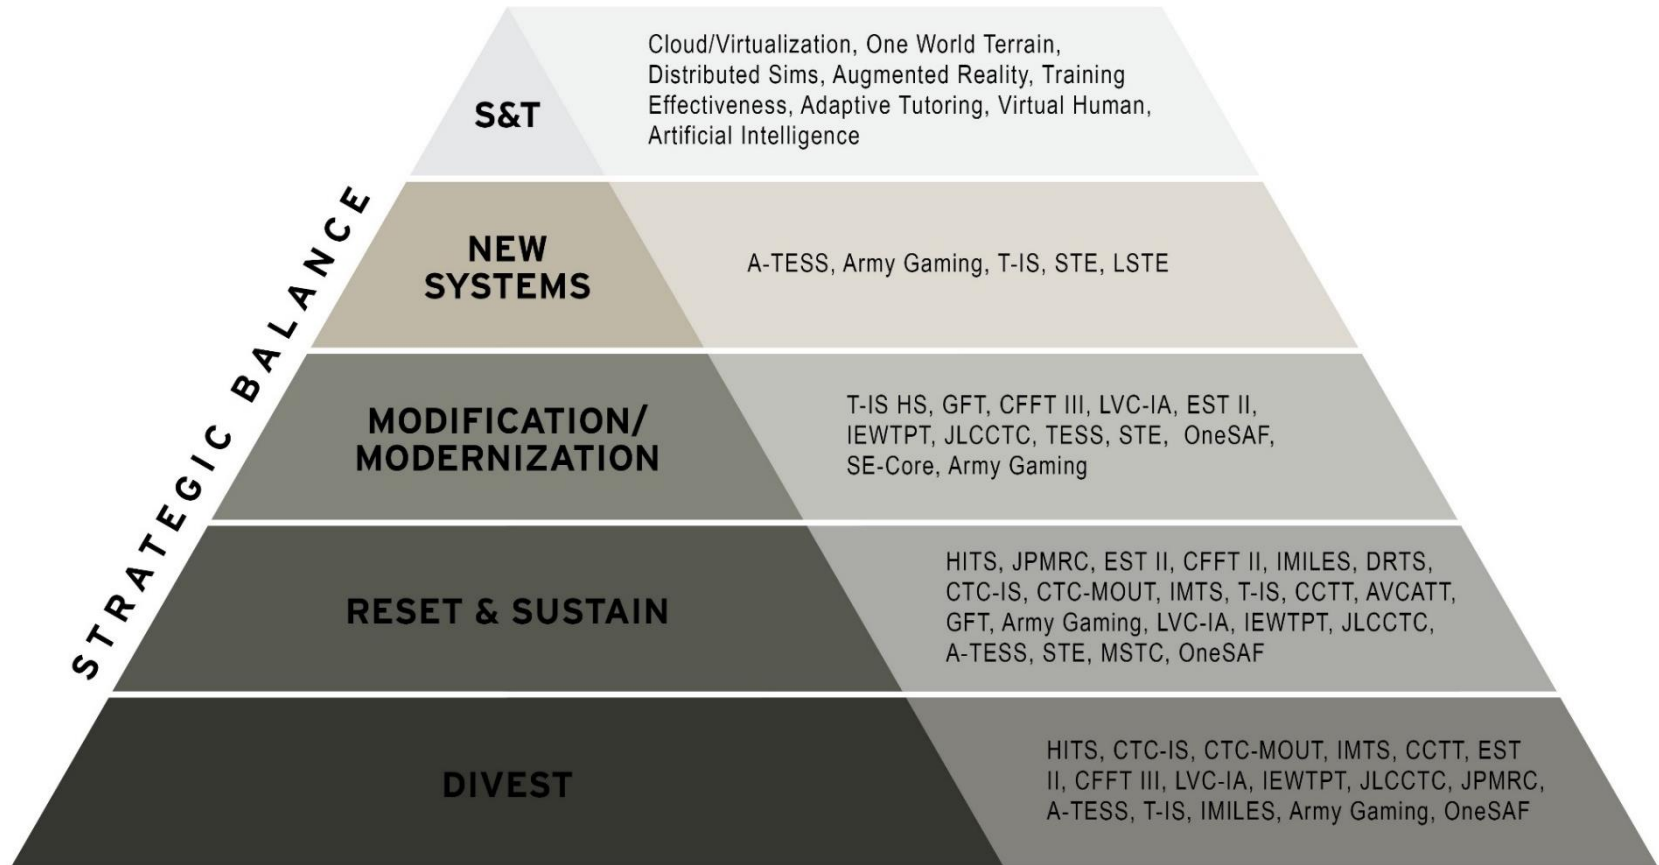 STRATEGIC BALANCE
S&T
Cloud/Virtualization, One World Terrain,
Distributed Sims, Augmented Reality, Training
Effectiveness, Adaptive Tutoring, Virtual Human,
Artificial Intelligence
NEW
SYSTEMS
A-TESS, Army Gaming, T-IS, STE, LSTE
MODIFICATION/
MODERNIZATION
T-IS HS, GFT, CFFT III, LVC-IA, EST II,
IEWTPT, JLCCTC, TESS, STE, OneSAF,
SE-Core, Army Gaming
RESET & SUSTAIN
HITS, JPMRC, EST II, CFFT II, IMILES, DRTS,
CTC-IS, CTC-MOUT, IMTS, T-IS, CCTT, AVCATT,
GFT, Army Gaming, LVC-IA, IEWTPT, JLCCTC,
A-TESS, STE, MSTC, OneSAF
DIVEST
HITS, CTC-IS, CTC-MOUT, IMTS, CCTT, EST
II, CFFT III, LVC-IA, IEWTPT, JLCCTC, JPMRC,
A-TESS, T-IS, IMILES, Army Gaming, OneSAF